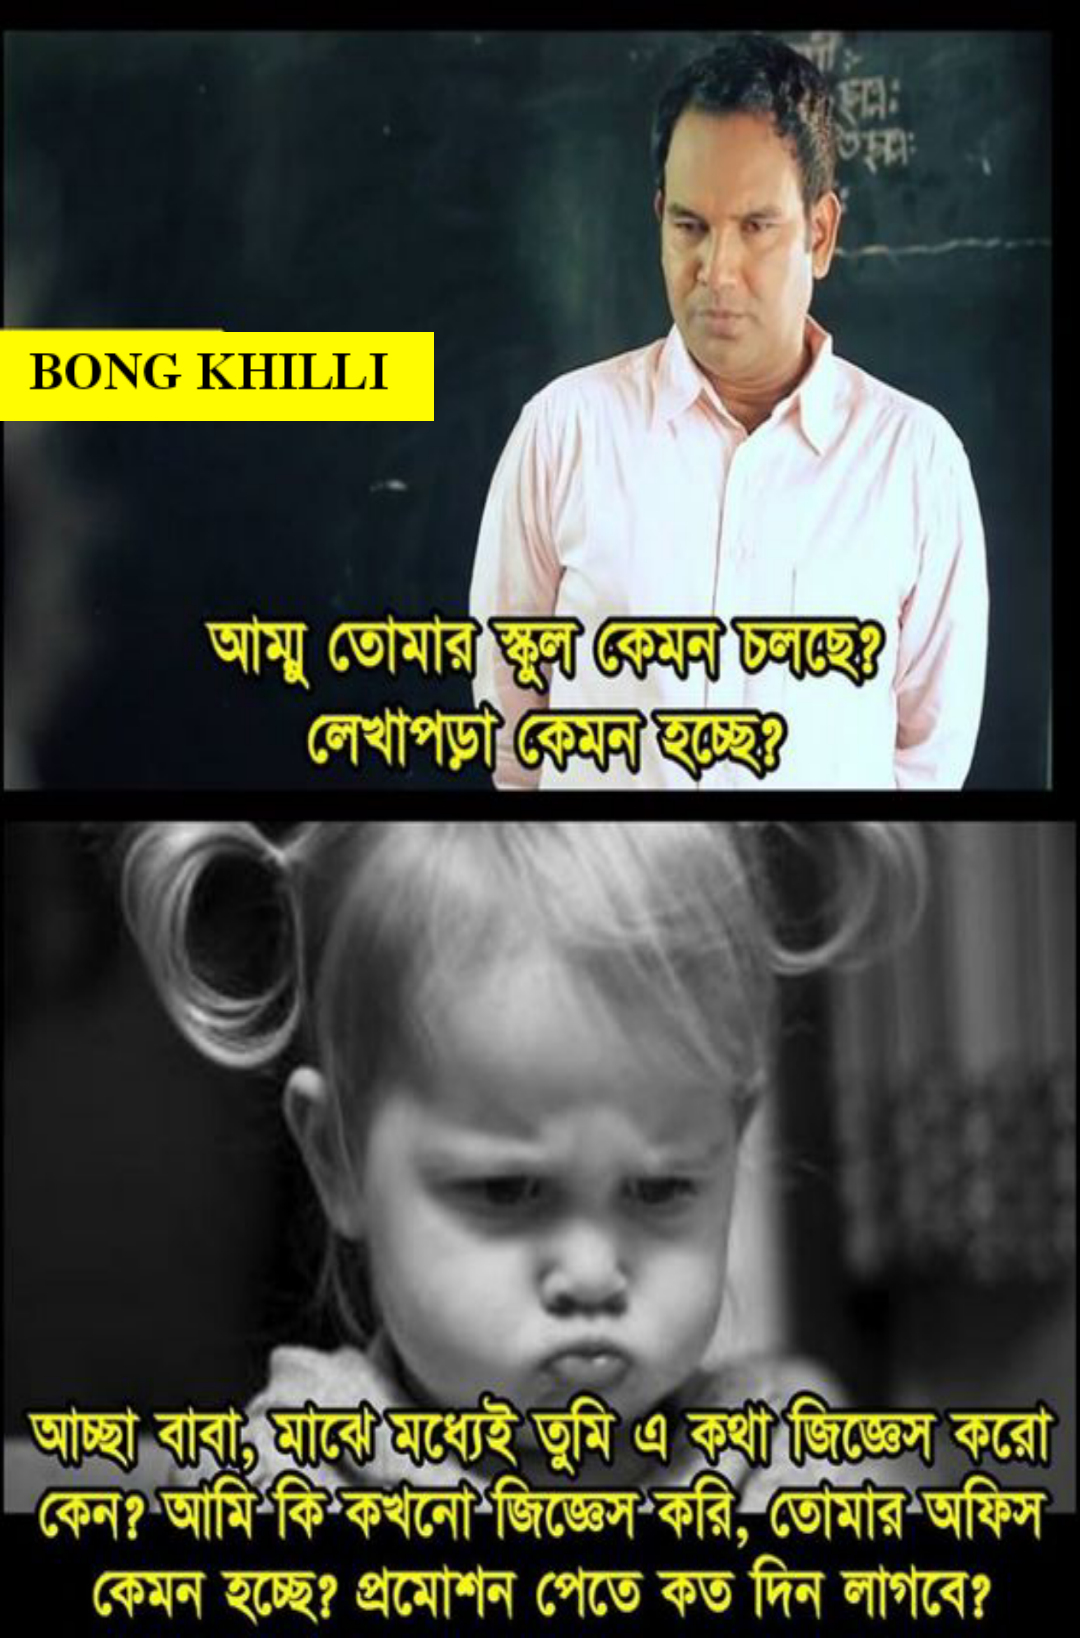 ছাত্র:
BONG KHILLI
আম্মু তোমার স্কুল কেমন চলছে?
লেখাপড়া কেমন হচ্ছে?
আচ্ছা বাবা, মাঝে মধ্যেই তুমি এ কথা জিজ্ঞেস করো
কেন? আমি কি কখনো জিজ্ঞেস করি, তোমার অফিস
কেমন হচ্ছে? প্রমোশন পেতে কত দিন লাগবে?